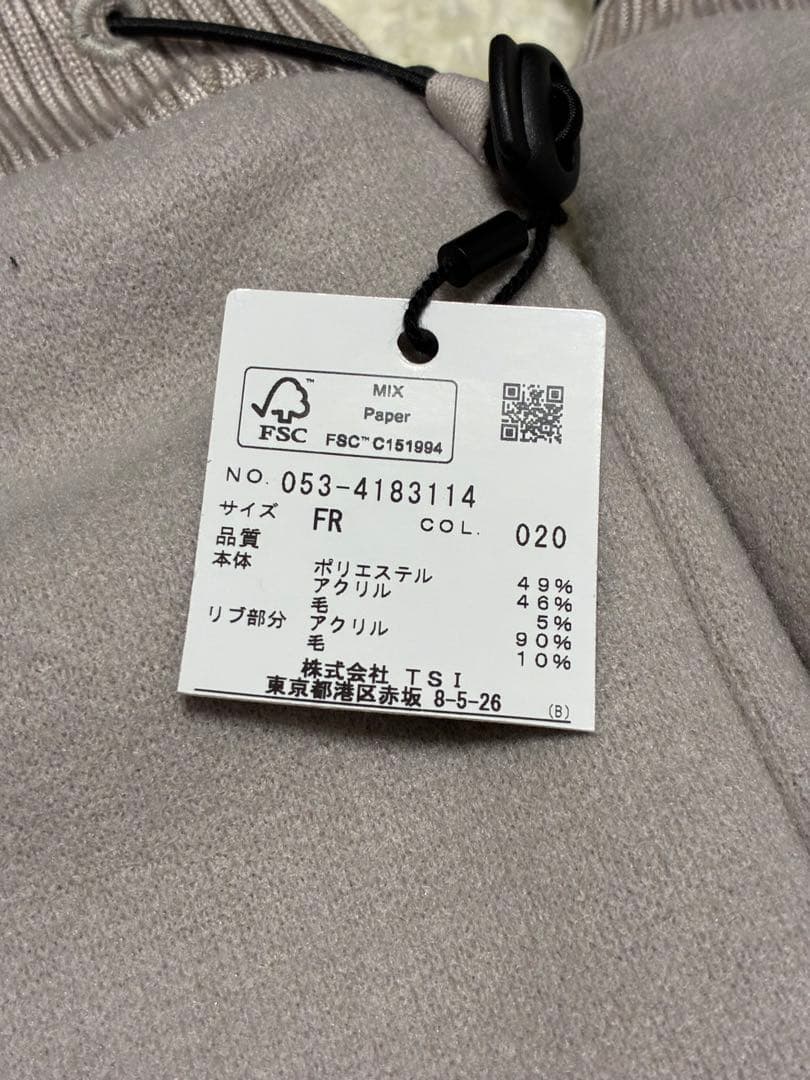 MIX
Paper
FSC™ C151994
™
FSC
NO. 053-4183114
サイズ FR COL. 020
品質
本体 ポリエステル 49%
アクリル 46%
毛 5%
リブ部分 アクリル 90%
毛 10%
株式会社 TSI
東京都港区赤坂 8-5-26
(B)